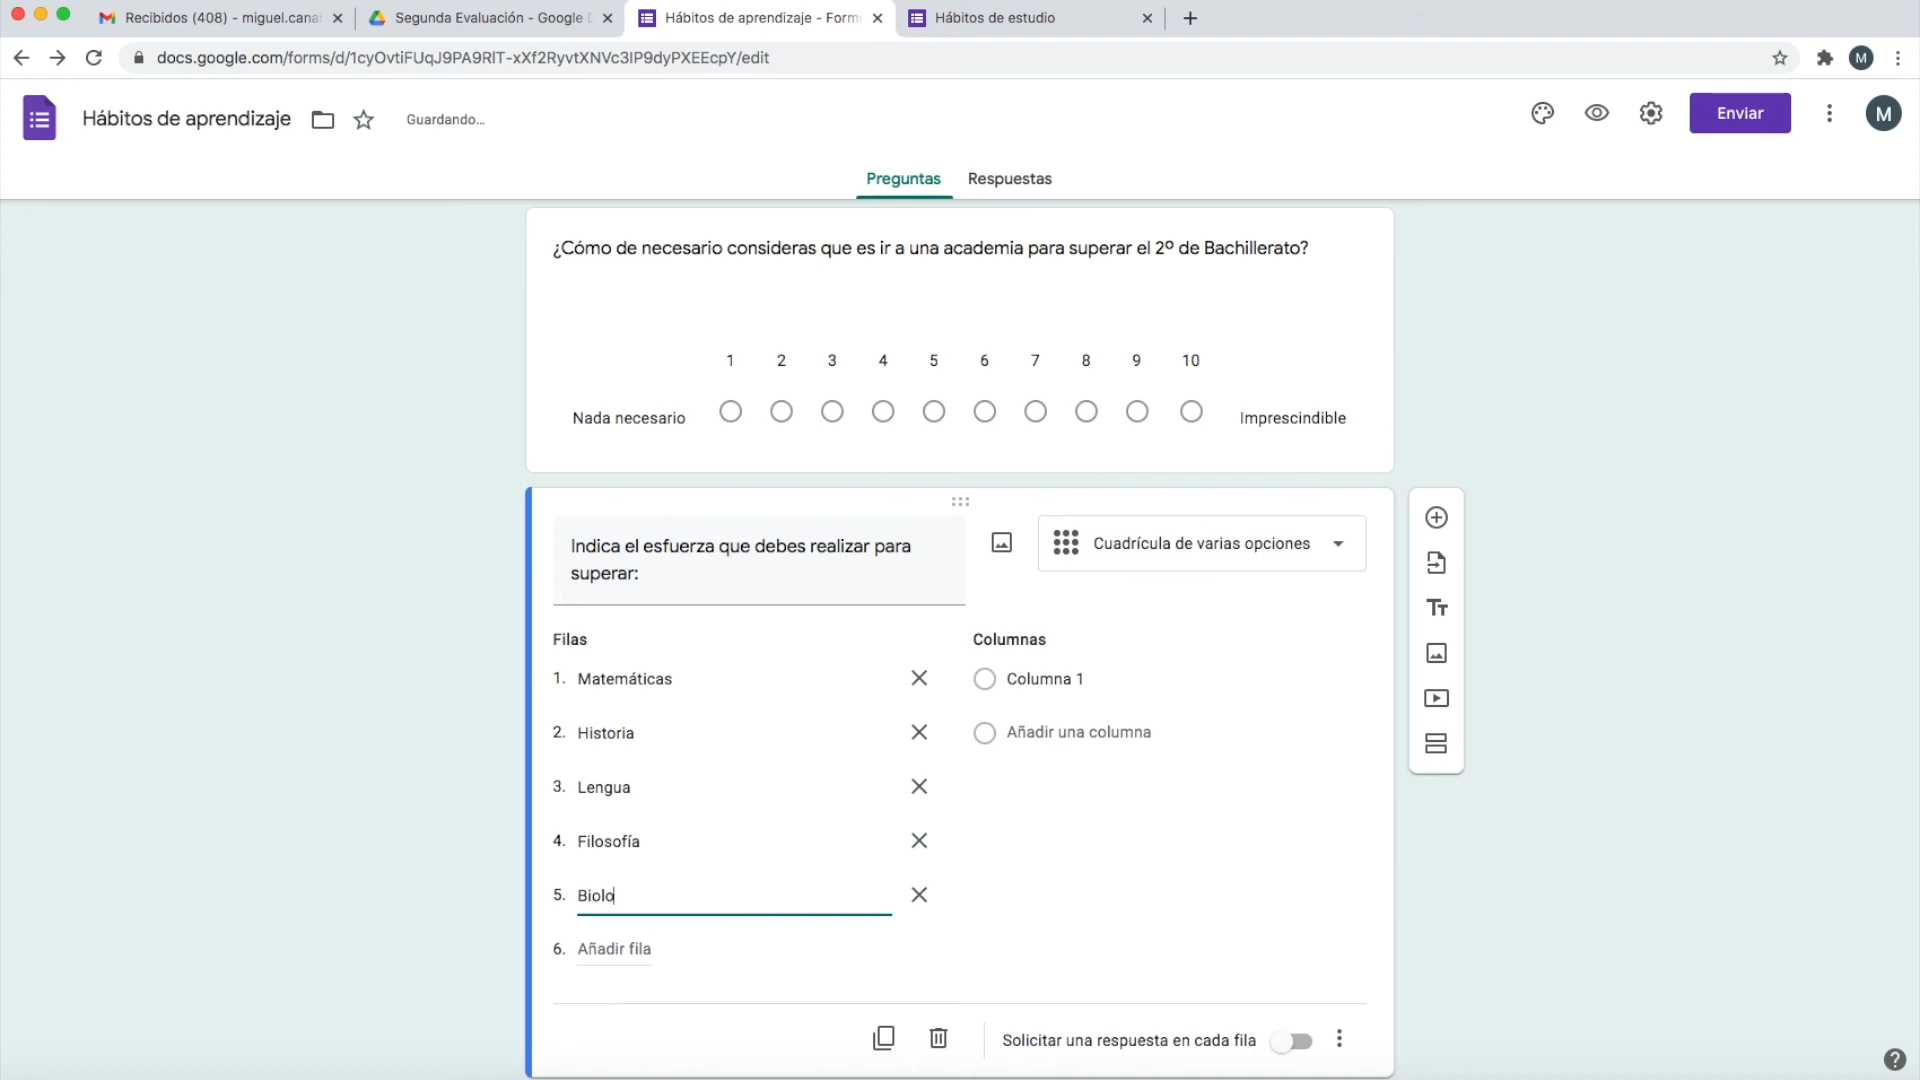 Recibidos (408) - miguel.canal
Segunda Evaluación - Google D
Hábitos de aprendizaje - Form
Hábitos de estudio
docs.google.com/forms/d/1cyOvtiFUqJ9PA9RlT-xXf2RyvtXNVc3IP9dyPXEEcpY/edit
M
Hábitos de aprendizaje
Guardando...
Enviar
M
Preguntas
Respuestas
¿Cómo de necesario consideras que es ir a una academia para superar el 2º de Bachillerato?
1 2 3 4 5 6 7 8 9 10
Nada necesario
Imprescindible
Indica el esfuerza que debes realizar para
superar:
Cuadrícula de varias opciones
Filas
Columnas
1. Matemáticas
Columna 1
2. Historia
Añadir una columna
3. Lengua
4. Filosofía
5. Biolo
6. Añadir fila
Solicitar una respuesta en cada fila